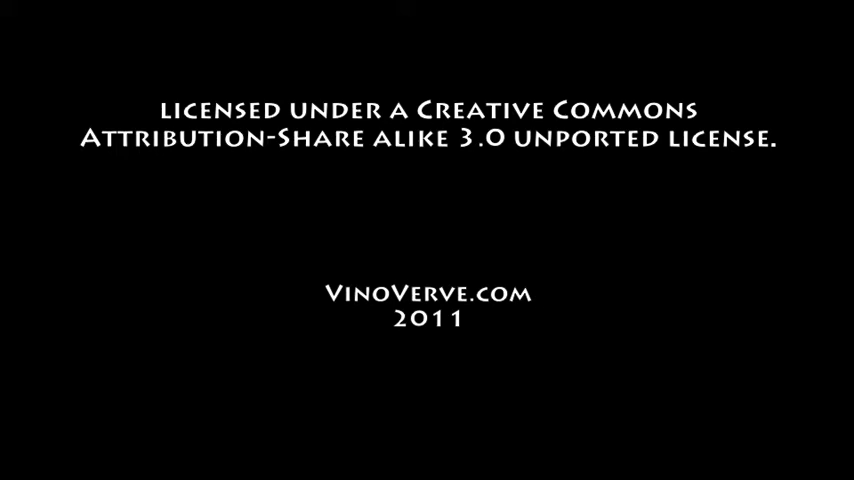 Licensed under a Creative Commons
Attribution-Share alike 3.0 unported license.
VinoVerve.com
2011